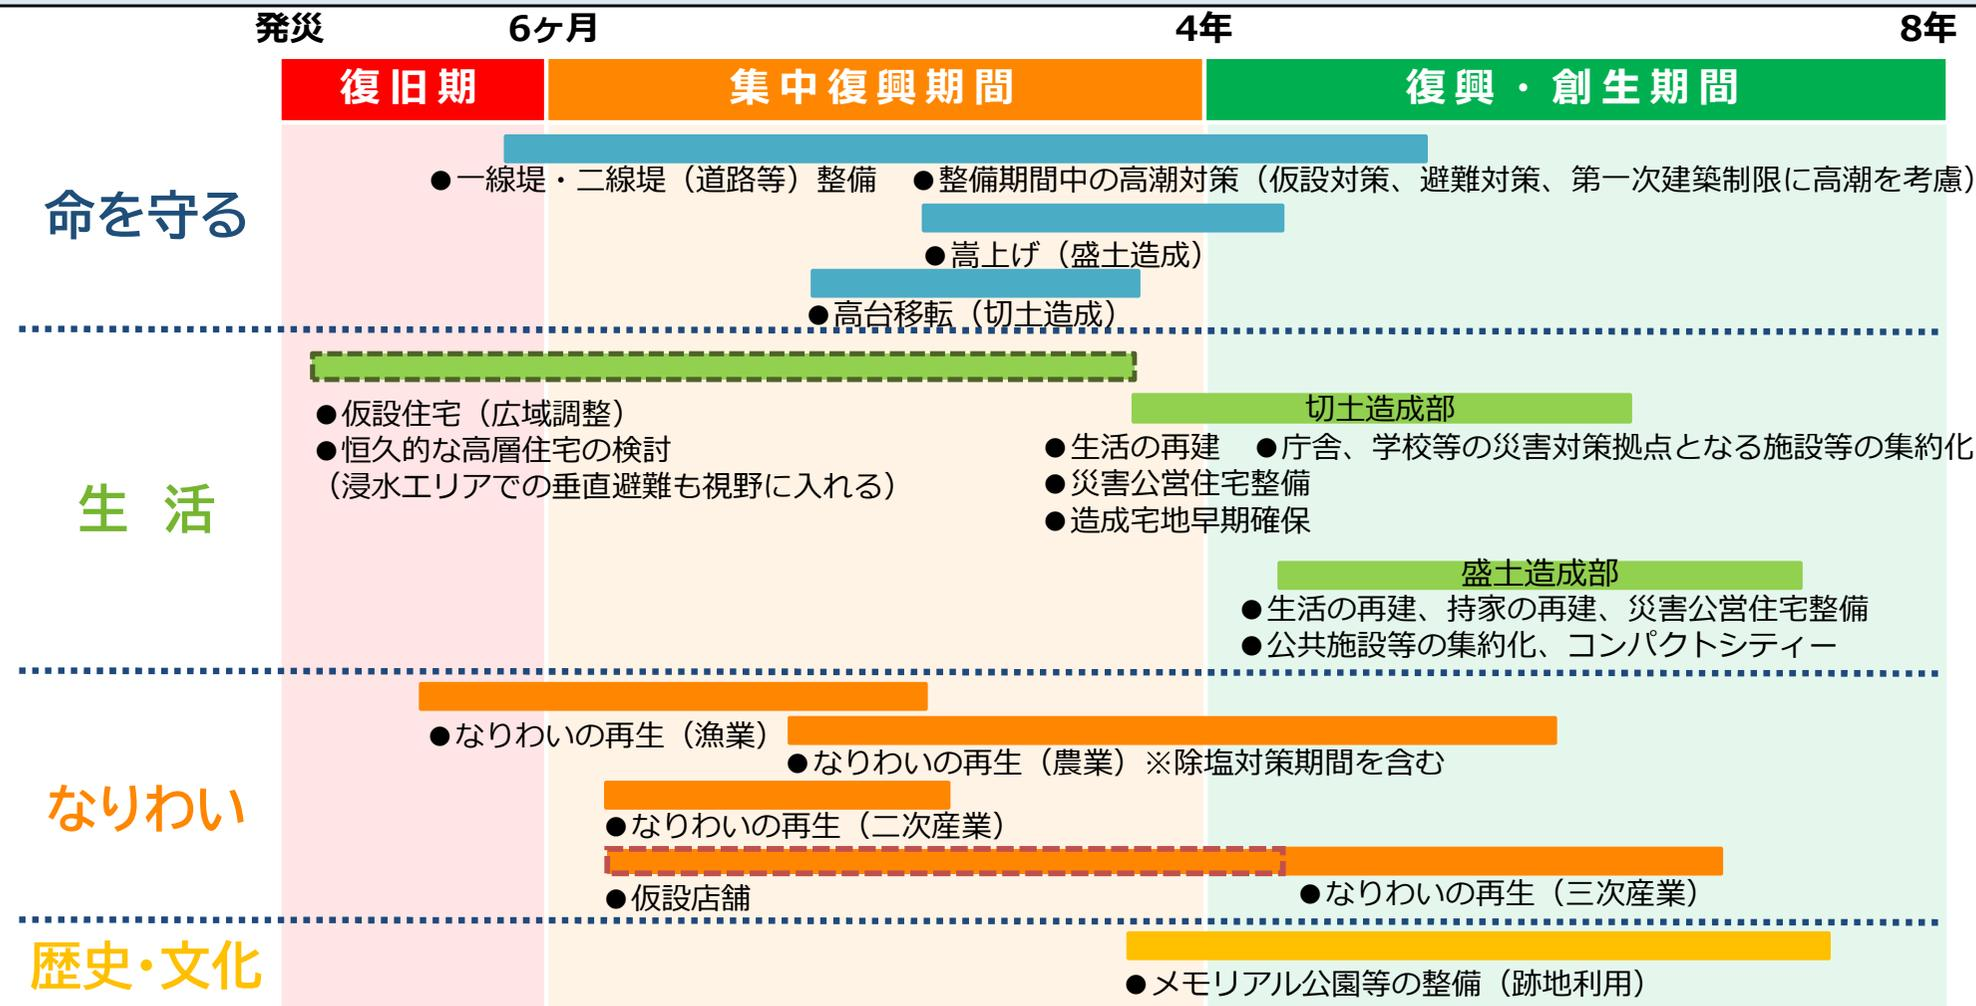 発災 6ヶ月 4年 8年
復旧期 集中復興期間 復興・創生期間
命を守る
●一線堤・二線堤（道路等）整備 ●整備期間中の高潮対策（仮設対策、避難対策、第一次建築制限に高潮を考慮）
●嵩上げ（盛土造成）
●高台移転（切土造成）
生 活
●仮設住宅（広域調整）
●恒久的な高層住宅の検討
（浸水エリアでの垂直避難も視野に入れる）
切土造成部
●生活の再建 ●庁舎、学校等の災害対策拠点となる施設等の集約化
●災害公営住宅整備
●造成宅地早期確保
盛土造成部
●生活の再建、持家の再建、災害公営住宅整備
●公共施設等の集約化、コンパクトシティー
なりわい
●なりわいの再生（漁業）
●なりわいの再生（農業）※除塩対策期間を含む
●なりわいの再生（二次産業）
●仮設店舗
●なりわいの再生（三次産業）
歴史・文化
●メモリアル公園等の整備（跡地利用）